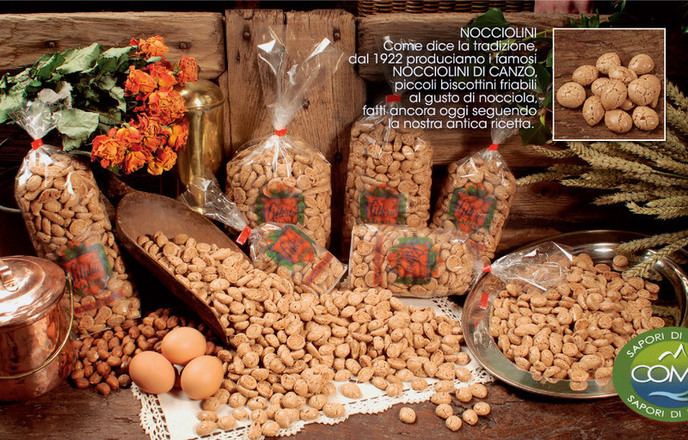 NOCCIOLINI
Come dice la tradizione,
dal 1922 produciamo i famosi
NOCCIOLINI DI CANZO,
piccoli biscottini friabili
al gusto di nocciola,
fatti ancora oggi seguendo
la nostra antica ricetta.
SAPORI DI
COM
SAPORI DI